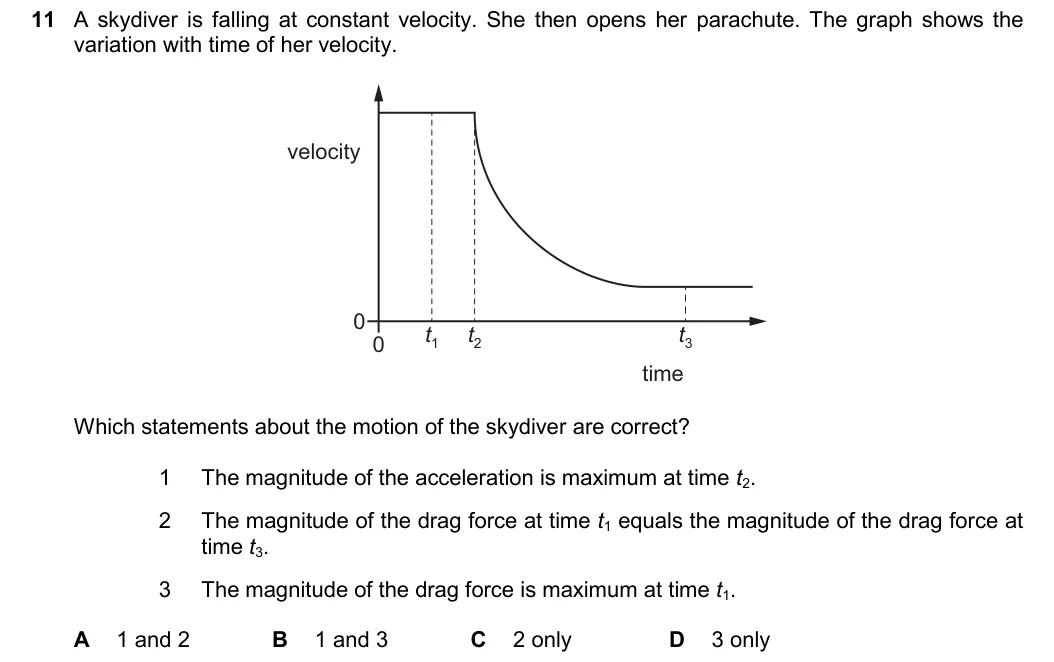 11 A skydiver is falling at constant velocity. She then opens her parachute. The graph shows the
variation with time of her velocity.
velocity
0
0
t₁
t₂
t₃
time
Which statements about the motion of the skydiver are correct?
1 The magnitude of the acceleration is maximum at time t₂.
2 The magnitude of the drag force at time t₁ equals the magnitude of the drag force at
time t₃.
3 The magnitude of the drag force is maximum at time t₁.
A 1 and 2 B 1 and 3 C 2 only D 3 only